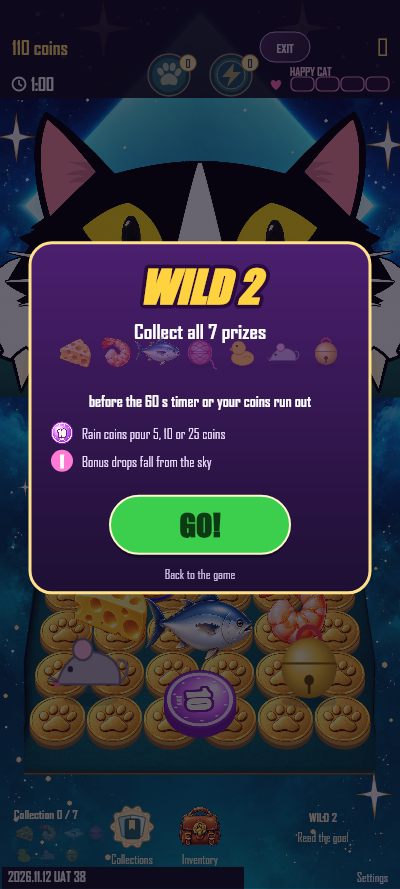 110 coins
EXIT
0
0
HAPPY CAT
1:00
WILD 2
Collect all 7 prizes
before the 60 s timer or your coins run out
10
Rain coins pour 5, 10 or 25 coins
Bonus drops fall from the sky
GO!
Back to the game
10
Collection 0 / 7
WILD 2
Read the goal
Collections
Inventory
2026.11.12 UAT 38
Settings